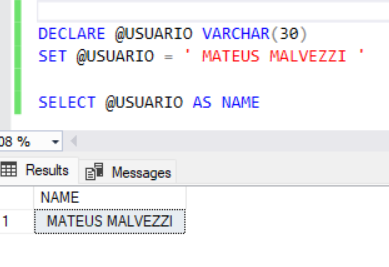 DECLARE @USUARIO VARCHAR(30)
SET @USUARIO = ' MATEUS MALVEZZI '
SELECT @USUARIO AS NAME
08 %
Results Messages
NAME
1 MATEUS MALVEZZI